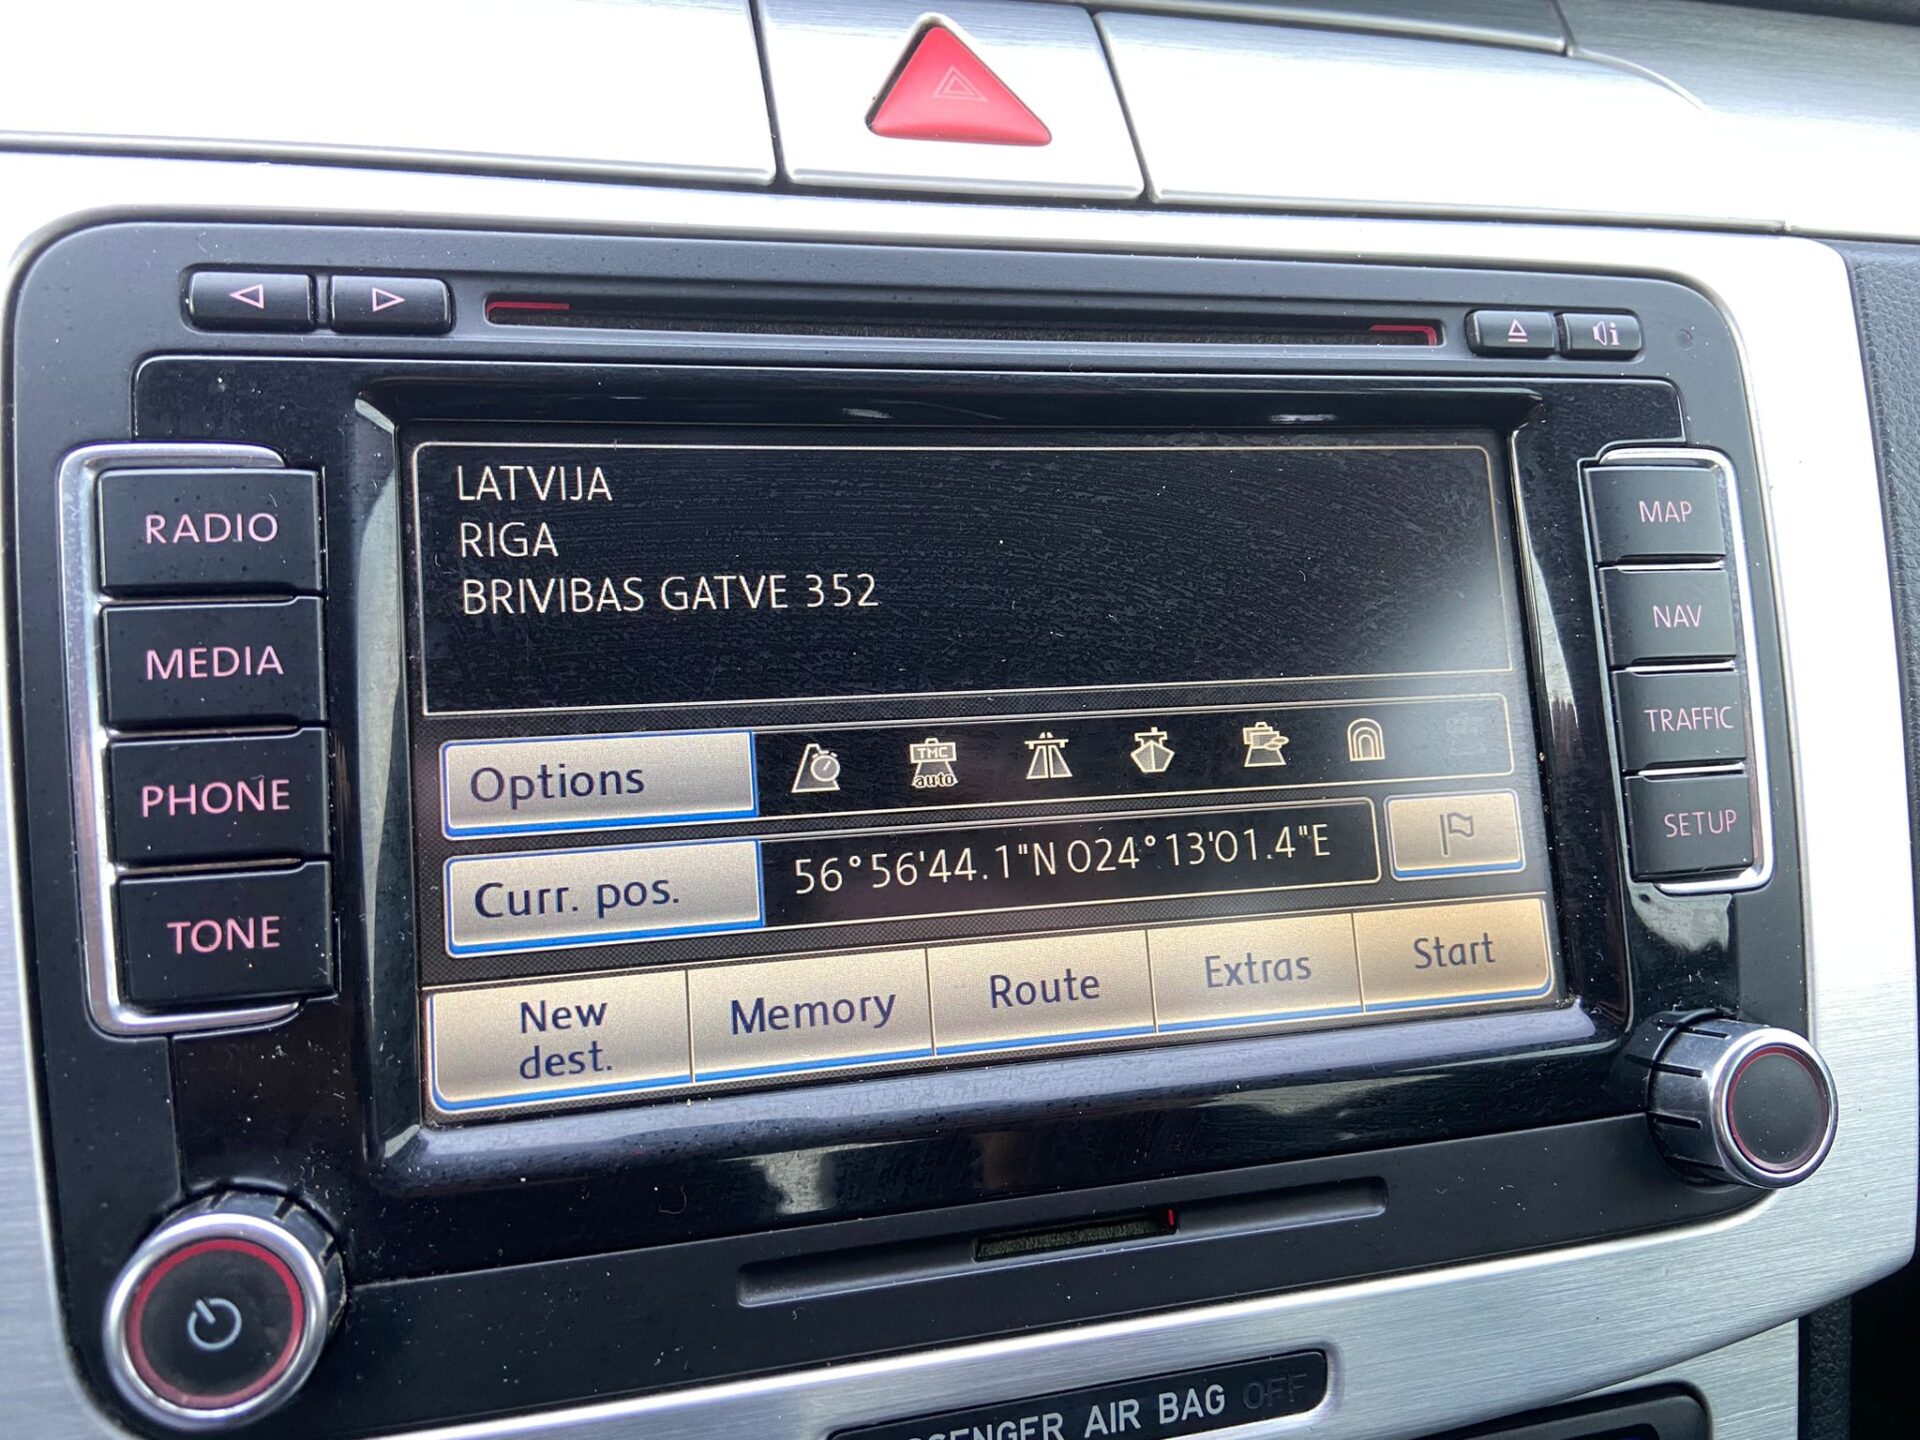 RADIO
MEDIA
PHONE
TONE
LATVIJA
RIGA
BRIVIBAS GATVE 352
Options
TMC
auto
Curr. pos.
56°56'44.1"N 024°13'01.4"E
New
dest.
Memory
Route
Extras
Start
MAP
NAV
TRAFFIC
SETUP
AIR BAG OFF